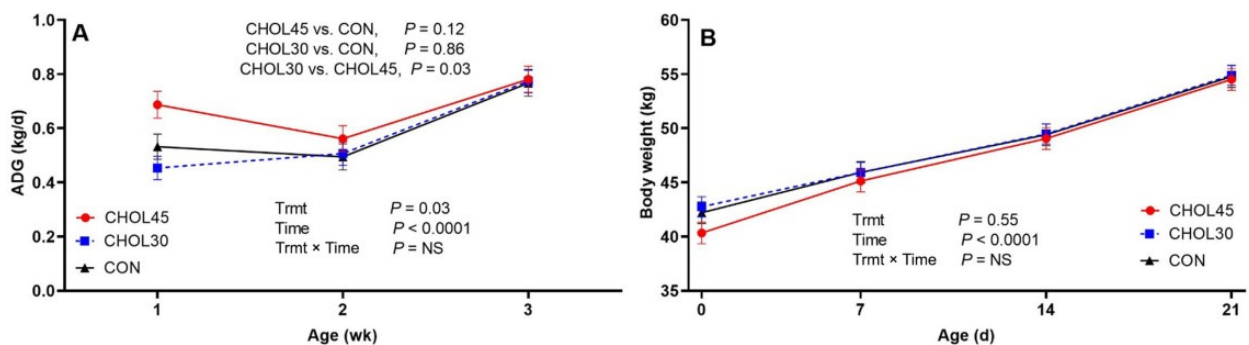 A
CHOL45 vs. CON, P = 0.12
CHOL30 vs. CON, P = 0.86
CHOL30 vs. CHOL45, P = 0.03
1.0
0.8
0.6
0.4
0.2
0.0
ADG (kg/d)
CHOL45
CHOL30
CON
Trmt P = 0.03
Time P < 0.0001
Trmt × Time P = NS
1 2 3
Age (wk)
B
60
55
50
45
40
35
Body weight (kg)
Trmt P = 0.55
Time P < 0.0001
Trmt × Time P = NS
CHOL45
CHOL30
CON
0 7 14 21
Age (d)